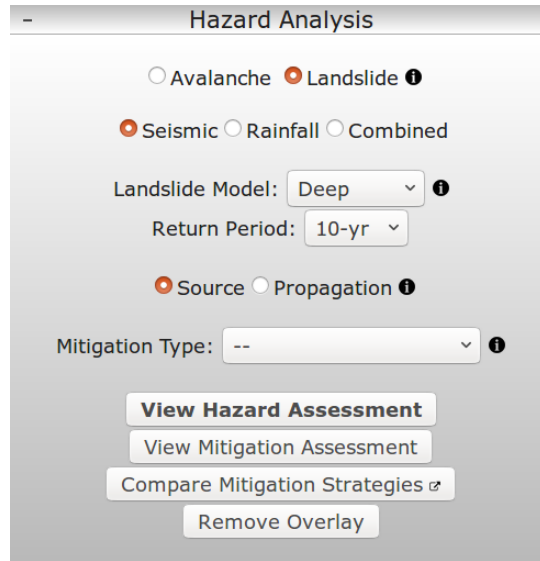 - Hazard Analysis
Avalanche Landslide
Seismic Rainfall Combined
Landslide Model: Deep
Return Period: 10-yr
Source Propagation
Mitigation Type: --
View Hazard Assessment
View Mitigation Assessment
Compare Mitigation Strategies
Remove Overlay